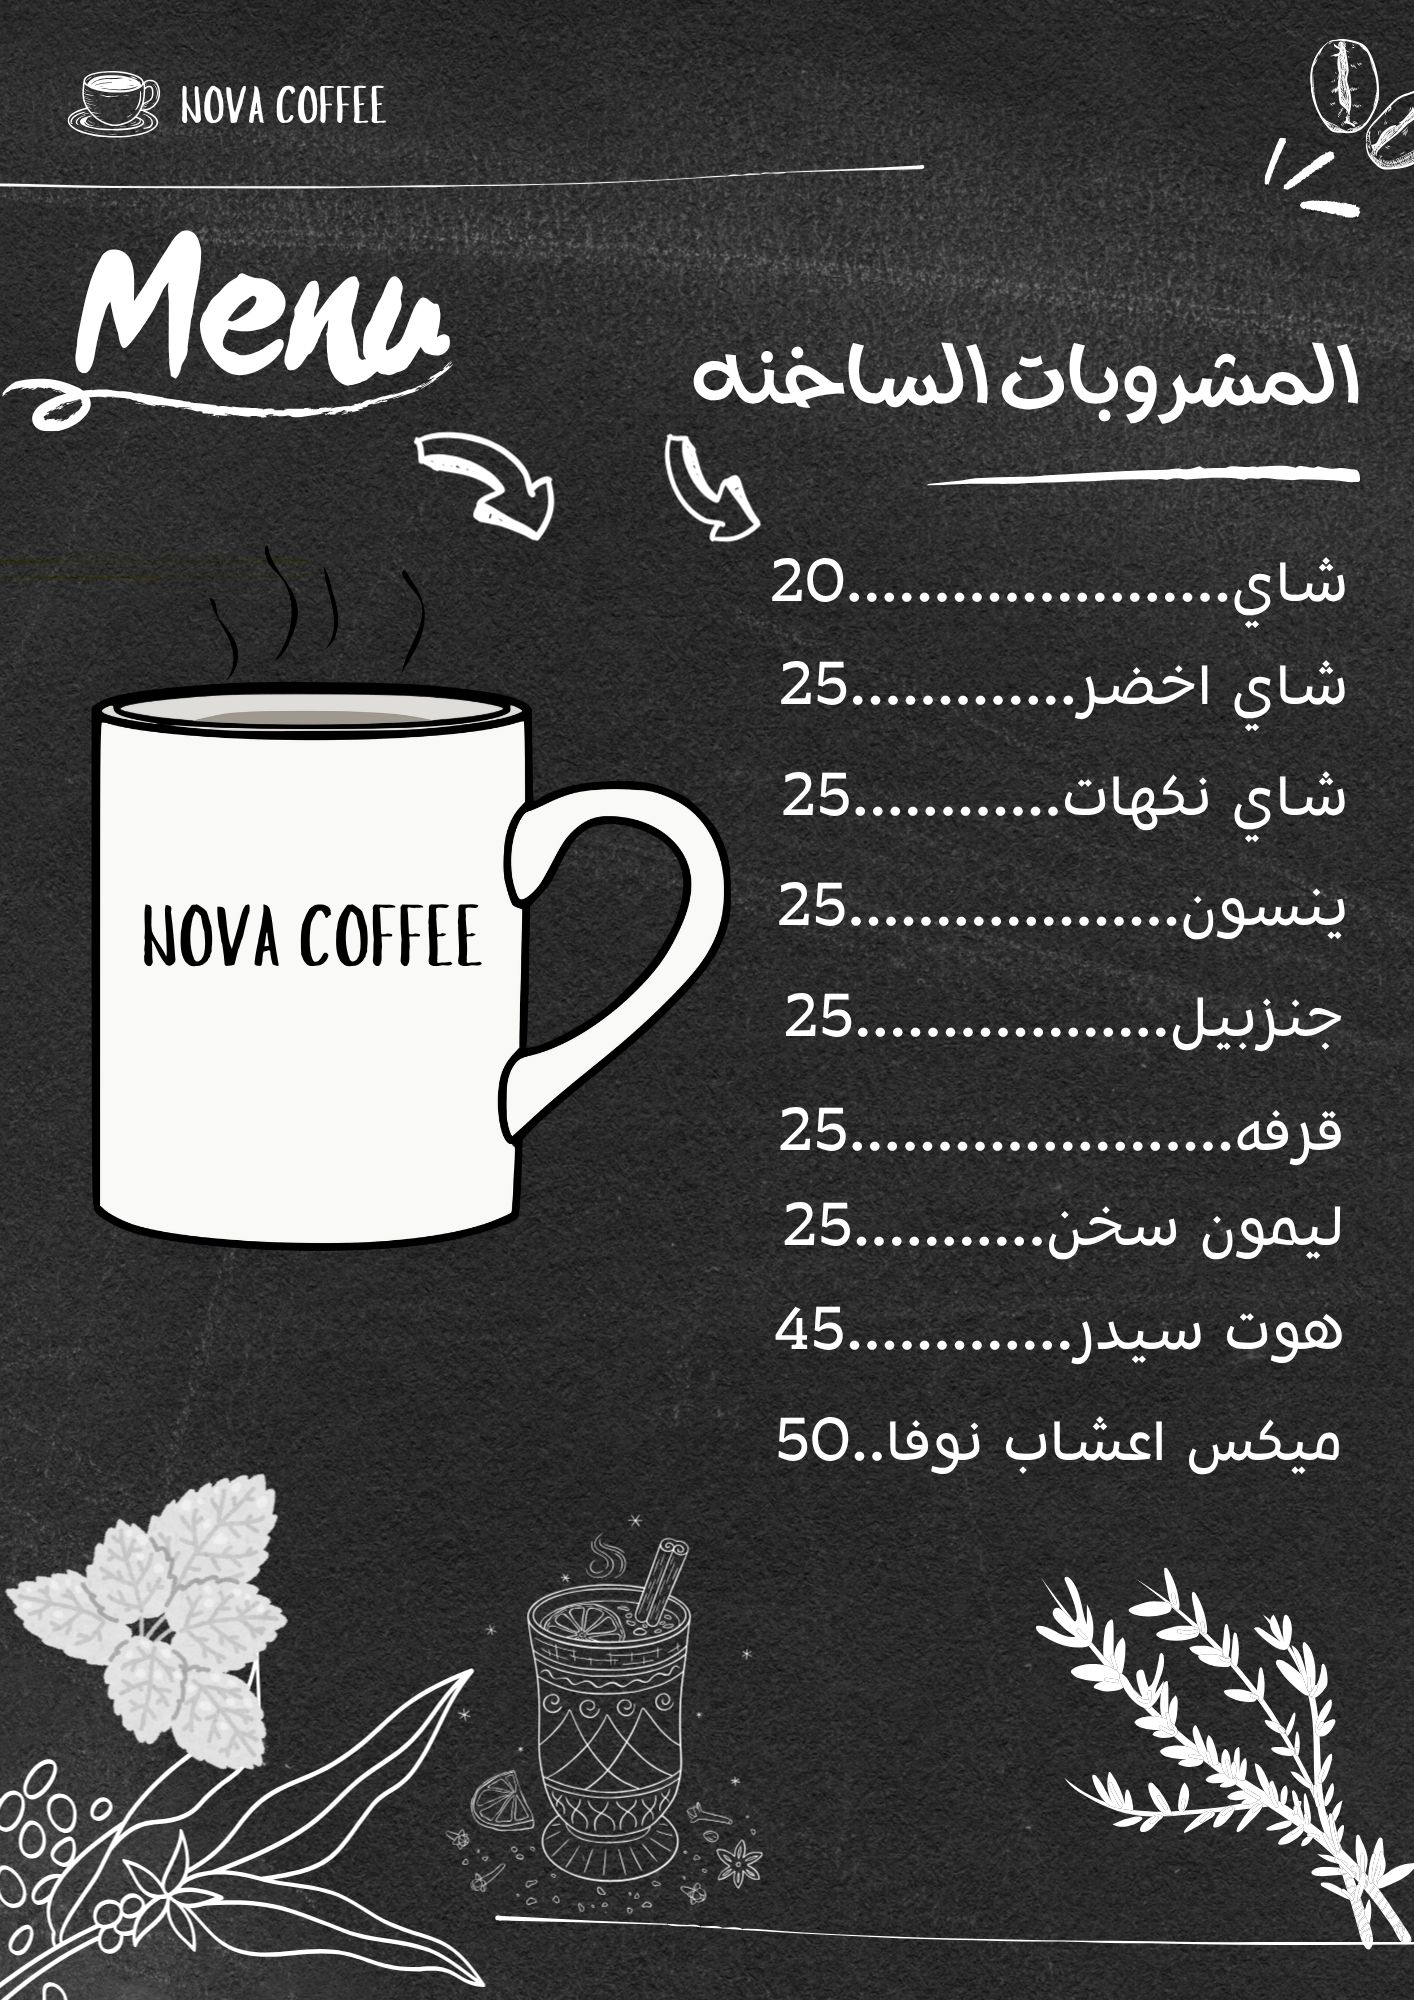 NOVA COFFEE
Menu
المشروبات الساخنه
شاي......................20
شاي اخضر.............25
شاي نكهات............25
ينسون...................25
جنزبيل..................25
قرفه......................25
ليمون سخن...........25
هوت سيدر.............45
ميكس اعشاب نوفا..50
NOVA COFFEE